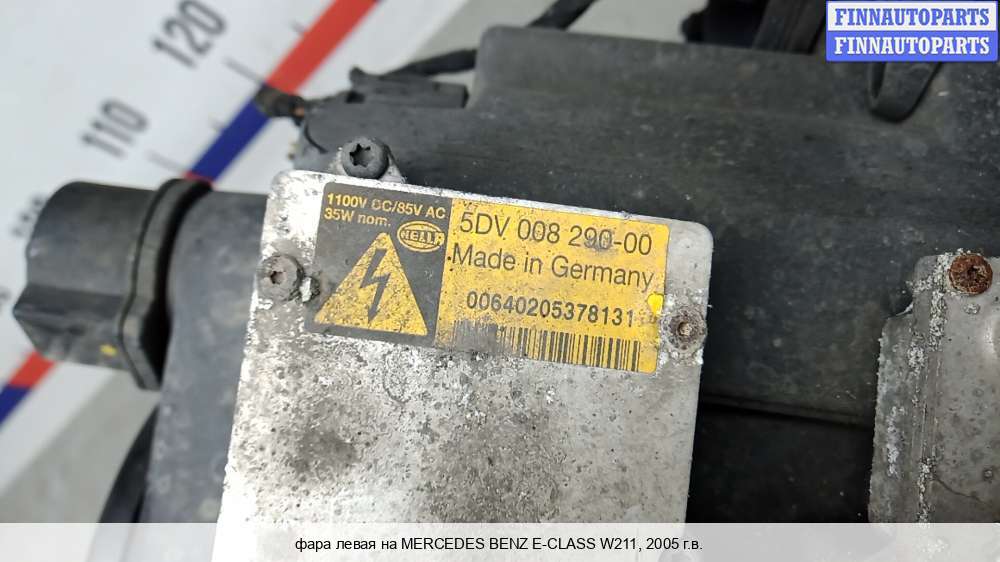 FINNAUTOPARTS
FINNAUTOPARTS
120
110
1100V DC/85V AC
35W nom.
HELLA
5DV 008 290-00
Made in Germany
00640205378131
фара левая на MERCEDES BENZ E-CLASS W211, 2005 г.в.